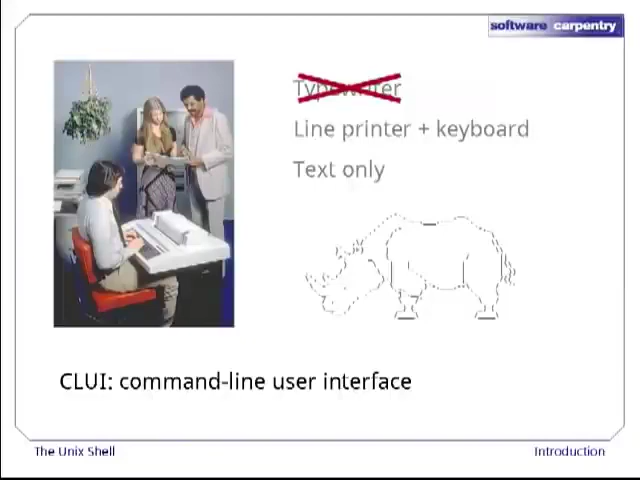 software carpentry
Typewriter
Line printer + keyboard
Text only
CLUI: command-line user interface
The Unix Shell
Introduction